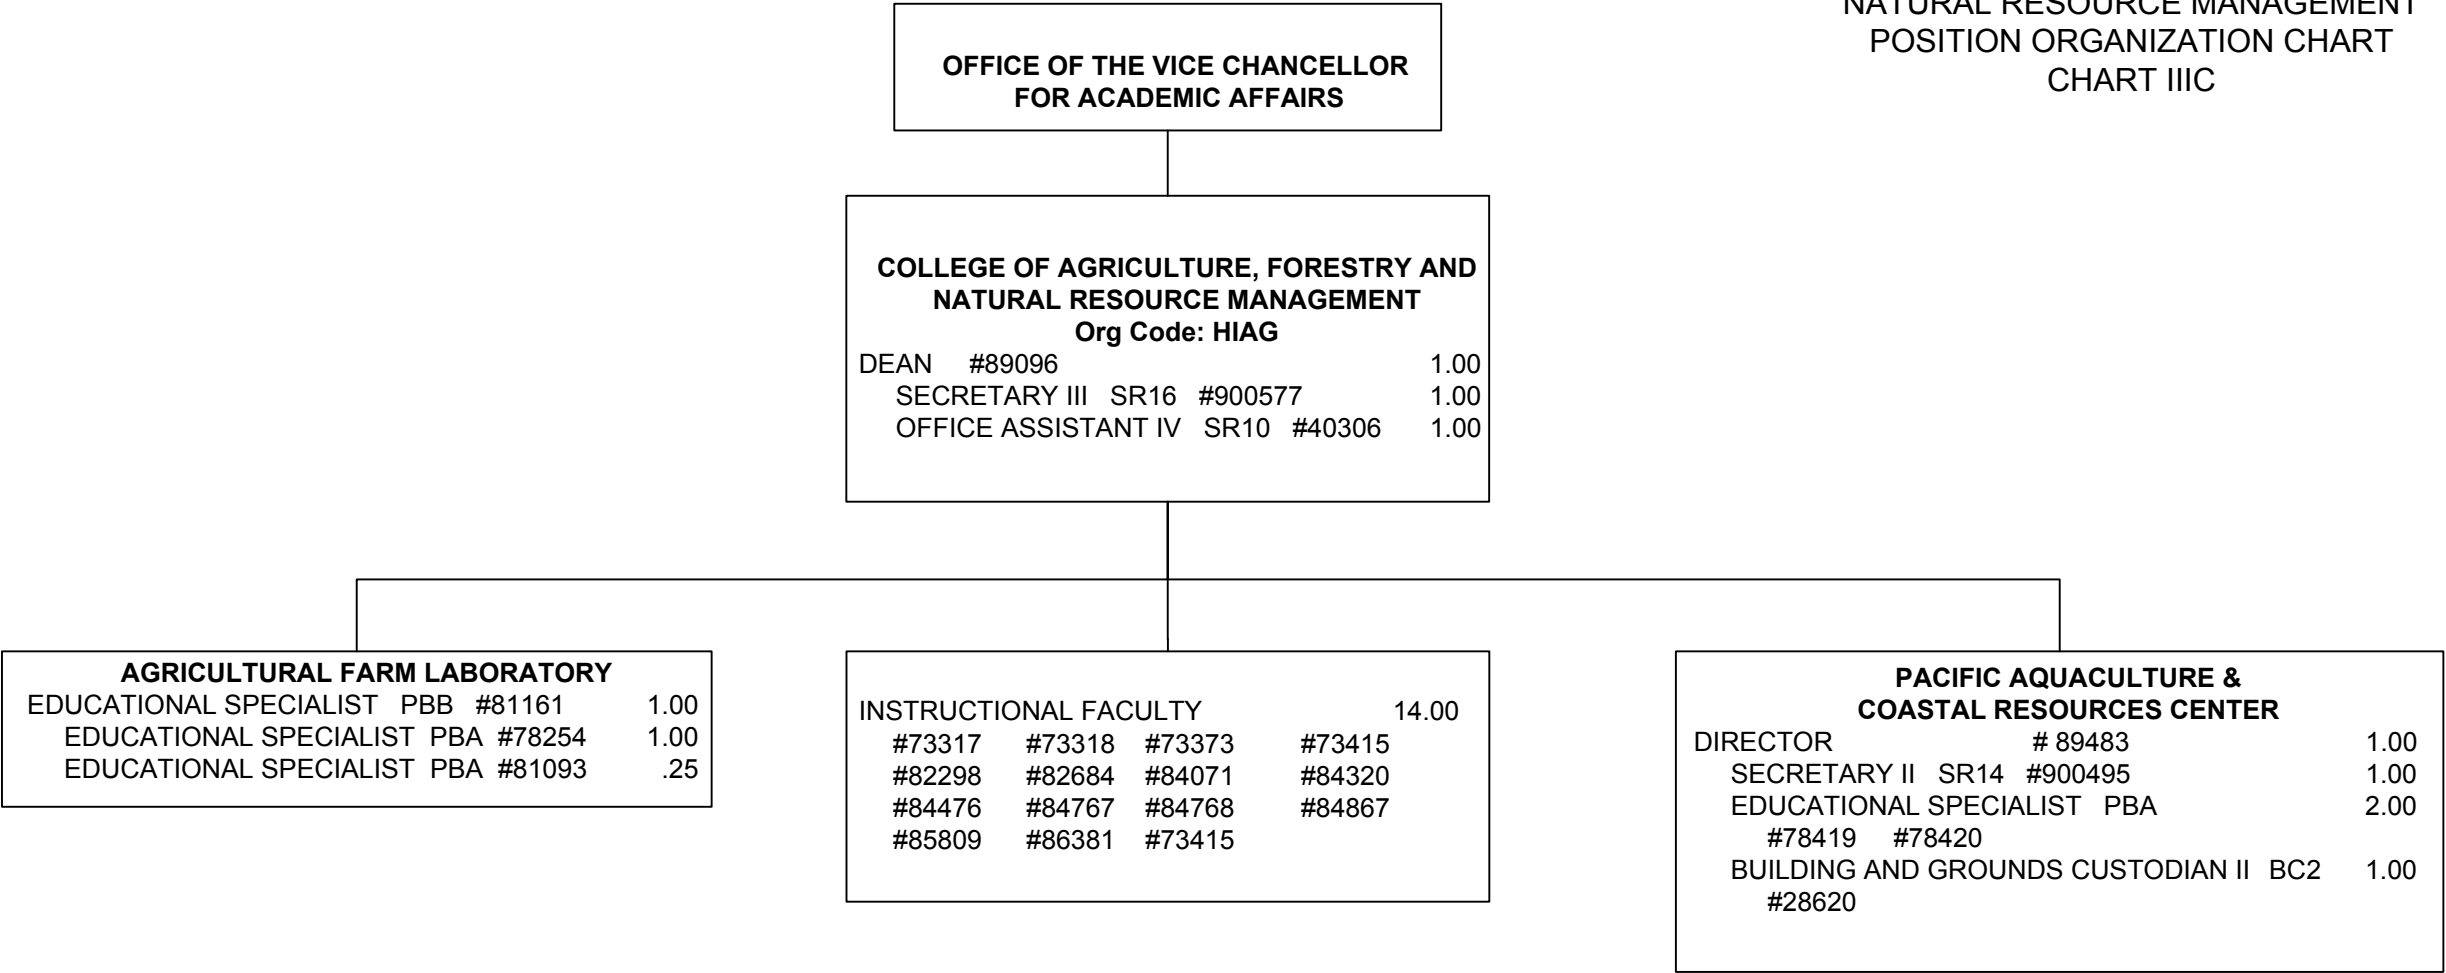 NATURAL RESOURCE MANAGEMENT
POSITION ORGANIZATION CHART
CHART IIIC
OFFICE OF THE VICE CHANCELLOR
FOR ACADEMIC AFFAIRS
COLLEGE OF AGRICULTURE, FORESTRY AND
NATURAL RESOURCE MANAGEMENT
Org Code: HIAG
DEAN #89096 1.00
SECRETARY III SR16 #900577 1.00
OFFICE ASSISTANT IV SR10 #40306 1.00
AGRICULTURAL FARM LABORATORY
EDUCATIONAL SPECIALIST PBB #81161 1.00
EDUCATIONAL SPECIALIST PBA #78254 1.00
EDUCATIONAL SPECIALIST PBA #81093 .25
INSTRUCTIONAL FACULTY 14.00
#73317 #73318 #73373 #73415
#82298 #82684 #84071 #84320
#84476 #84767 #84768 #84867
#85809 #86381 #73415
PACIFIC AQUACULTURE &
COASTAL RESOURCES CENTER
DIRECTOR # 89483 1.00
SECRETARY II SR14 #900495 1.00
EDUCATIONAL SPECIALIST PBA 2.00
#78419 #78420
BUILDING AND GROUNDS CUSTODIAN II BC2 1.00
#28620